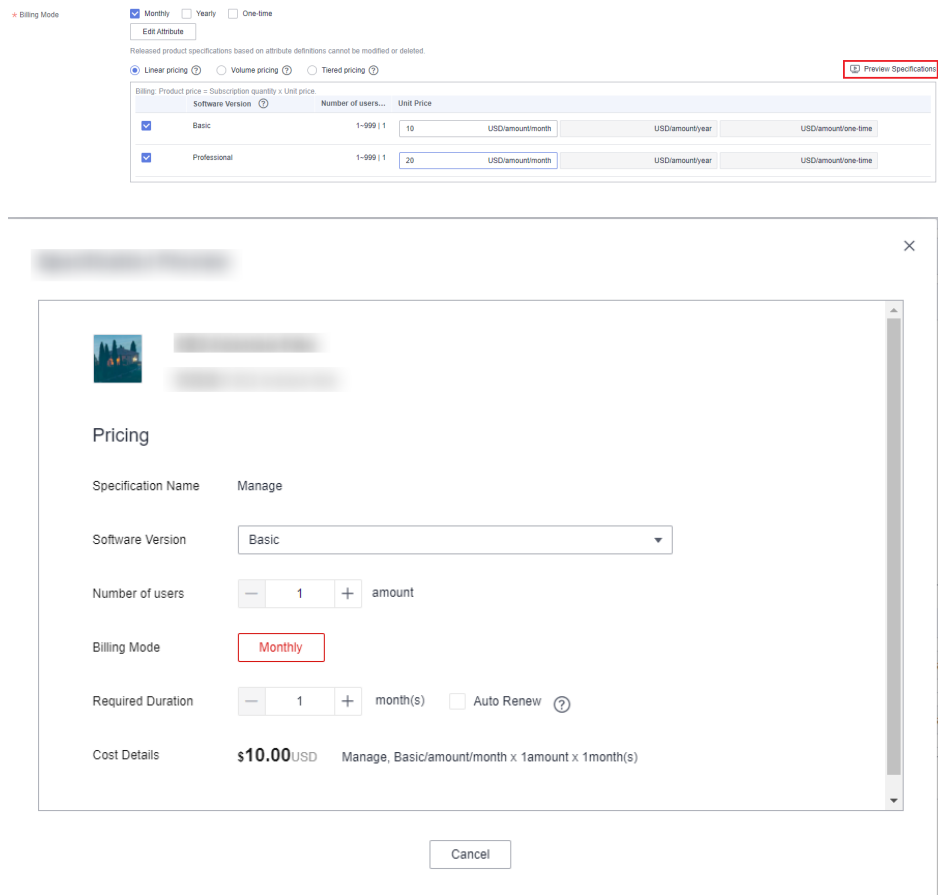 * Billing Mode
Monthly Yearly One-time
Edit Attribute
Released product specifications based on attribute definitions cannot be modified or deleted.
Linear pricing ? Volume pricing ? Tiered pricing ?
Preview Specifications
Billing: Product price = Subscription quantity x Unit price.
Software Version ? Number of users... Unit Price
Basic 1~999 | 1 10 USD/amount/month USD/amount/year USD/amount/one-time
Professional 1~999 | 1 20 USD/amount/month USD/amount/year USD/amount/one-time
Pricing
Specification Name Manage
Software Version Basic
Number of users — 1 + amount
Billing Mode Monthly
Required Duration — 1 + month(s) Auto Renew ?
Cost Details $10.00USD Manage, Basic/amount/month x 1amount x 1month(s)
Cancel